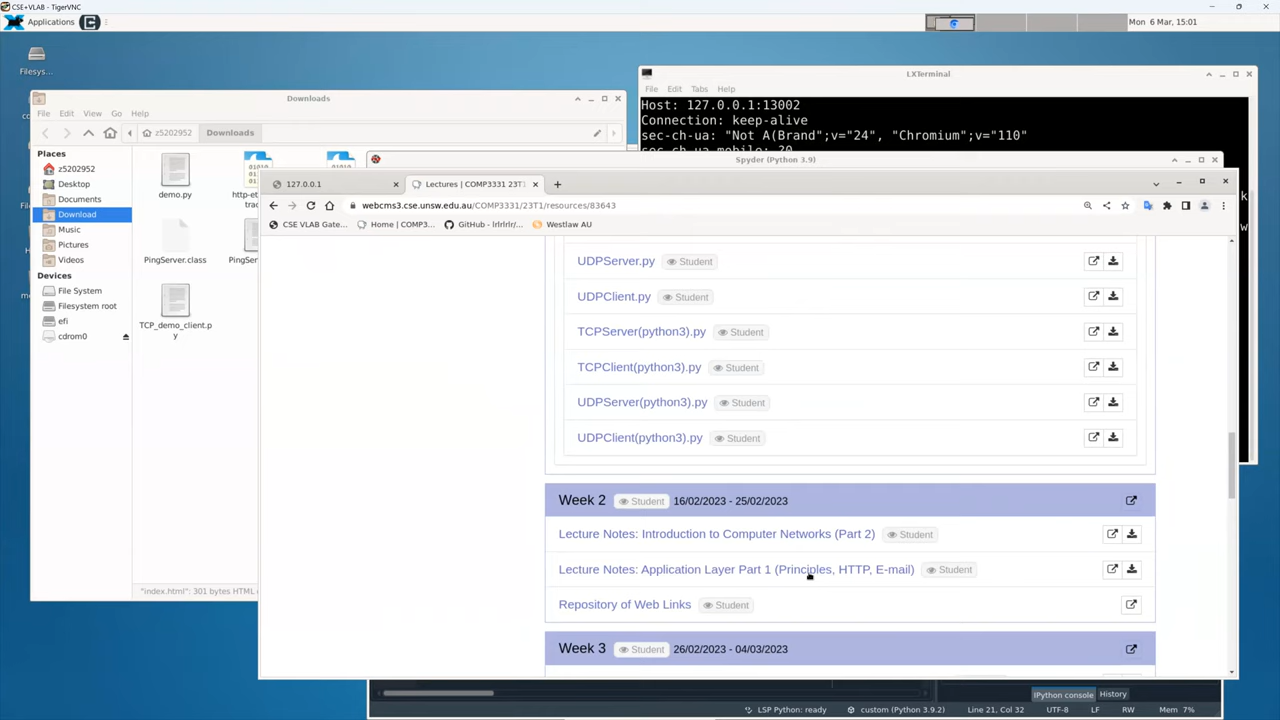 CSE+VLAB - TigerVNC
Applications
Mon 6 Mar, 15:01
Filesys...
Downloads
File Edit View Go Help
z5202952 Downloads
Places
z5202952
Desktop
Documents
Download
Music
Pictures
Videos
Devices
File System
Filesystem root
efi
cdrom0
demo.py
PingServer.class
TCP_demo_client.p
y
"index.html": 301 bytes HTML
LXTerminal
File Edit Tabs Help
Host: 127.0.0.1:13002
Connection: keep-alive
sec-ch-ua: "Not A(Brand";v="24", "Chromium";v="110"
Spyder (Python 3.9)
127.0.0.1
Lectures | COMP3331 23T1
webcms3.cse.unsw.edu.au/COMP3331/23T1/resources/83643
CSE VLAB Gate...
Home | COMP3...
GitHub - lrlrlrlr/...
Westlaw AU
UDPServer.py Student
UDPClient.py Student
TCPServer(python3).py Student
TCPClient(python3).py Student
UDPServer(python3).py Student
UDPClient(python3).py Student
Week 2 Student 16/02/2023 - 25/02/2023
Lecture Notes: Introduction to Computer Networks (Part 2) Student
Lecture Notes: Application Layer Part 1 (Principles, HTTP, E-mail) Student
Repository of Web Links Student
Week 3 Student 26/02/2023 - 04/03/2023
IPython console History
LSP Python: ready custom (Python 3.9.2) Line 21, Col 32 UTF-8 LF RW Mem 7%